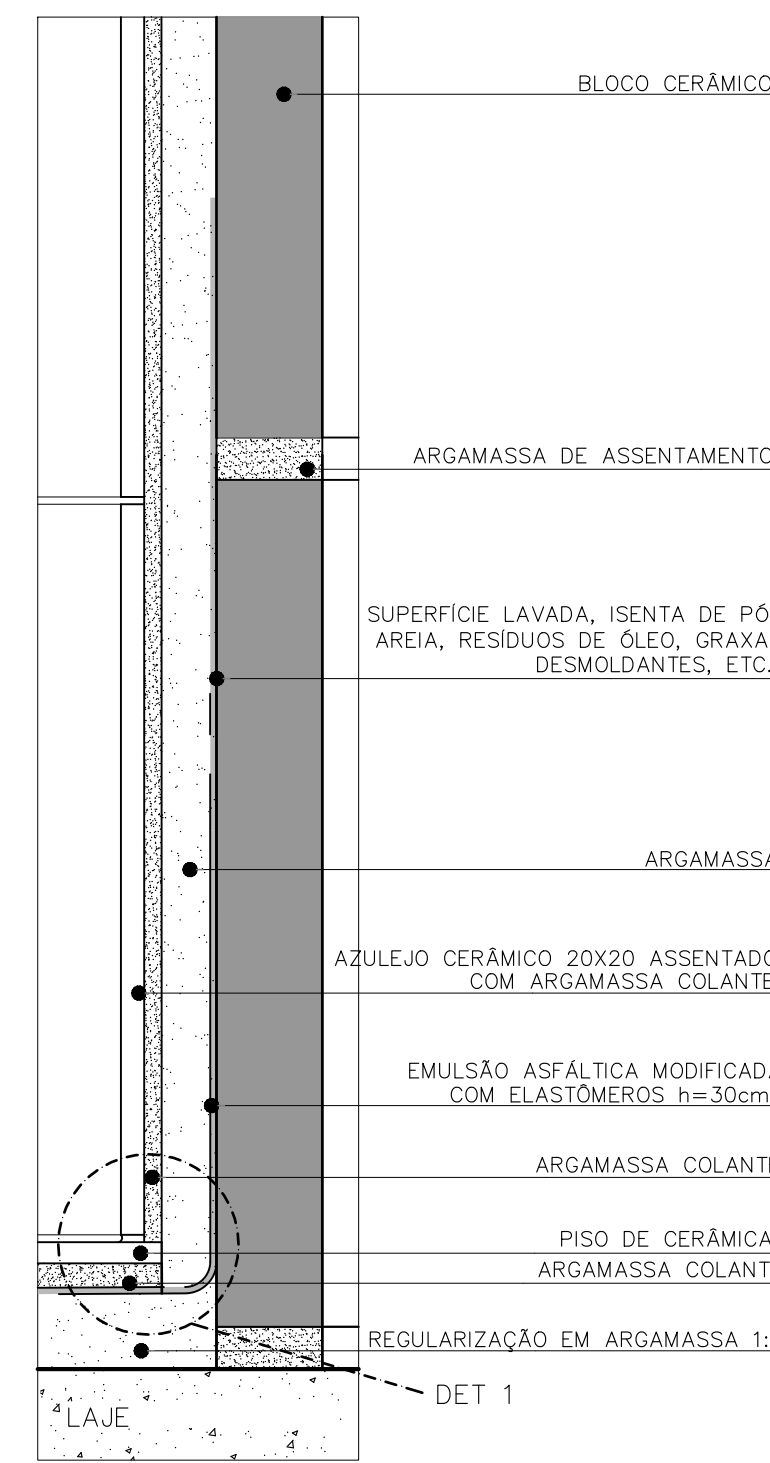 BLOCO CERÂMICO
ARGAMASSA DE ASSENTAMENTO
SUPERFÍCIE LAVADA, ISENTA DE PÓ
AREIA, RESÍDUOS DE ÓLEO, GRAXA
DESMOLDANTES, ETC.
ARGAMASSA
AZULEJO CERÂMICO 20X20 ASSENTADO
COM ARGAMASSA COLANTE
EMULSÃO ASFÁLTICA MODIFICADA
COM ELASTÔMEROS h=30cm
ARGAMASSA COLANTE
PISO DE CERÂMICA
ARGAMASSA COLANT
REGULARIZAÇÃO EM ARGAMASSA 1:
DET 1
LAJE